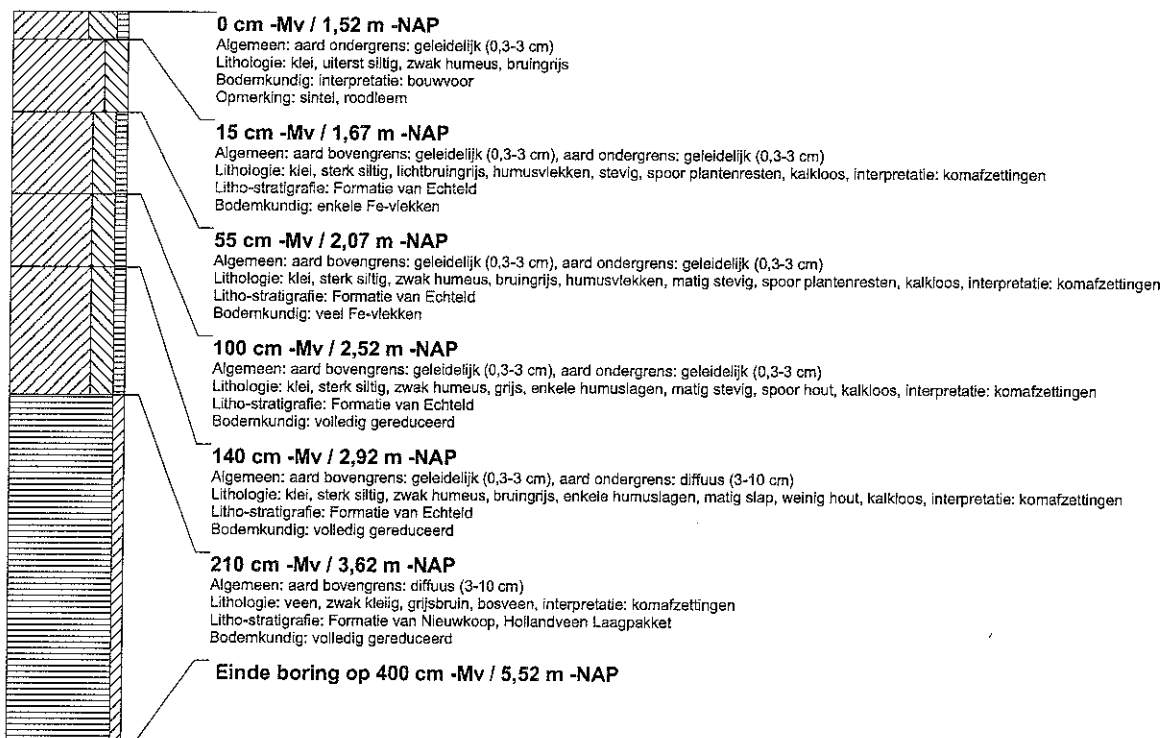 0 cm -Mv / 1,52 m -NAP
Algemeen: aard ondergrens: geleidelijk (0,3-3 cm)
Lithologie: klei, uiterst siltig, zwak humeus, bruingrijs
Bodemkundig: interpretatie: bouwvoor
Opmerking: sintel, roodleem
15 cm -Mv / 1,67 m -NAP
Algemeen: aard bovengrens: geleidelijk (0,3-3 cm), aard ondergrens: geleidelijk (0,3-3 cm)
Lithologie: klei, sterk siltig, lichtbruingrijs, humusvlekken, stevig, spoor plantenresten, kalkloos, interpretatie: komafzettingen
Litho-stratigrafie: Formatie van Echteld
Bodemkundig: enkele Fe-vlekken
55 cm -Mv / 2,07 m -NAP
Algemeen: aard bovengrens: geleidelijk (0,3-3 cm), aard ondergrens: geleidelijk (0,3-3 cm)
Lithologie: klei, sterk siltig, zwak humeus, bruingrijs, humusvlekken, matig stevig, spoor plantenresten, kalkloos, interpretatie: komafzettingen
Litho-stratigrafie: Formatie van Echteld
Bodemkundig: veel Fe-vlekken
100 cm -Mv / 2,52 m -NAP
Algemeen: aard bovengrens: geleidelijk (0,3-3 cm), aard ondergrens: geleidelijk (0,3-3 cm)
Lithologie: klei, sterk siltig, zwak humeus, grijs, enkele humuslagen, matig stevig, spoor hout, kalkloos, interpretatie: komafzettingen
Litho-stratigrafie: Formatie van Echteld
Bodemkundig: volledig gereduceerd
140 cm -Mv / 2,92 m -NAP
Algemeen: aard bovengrens: geleidelijk (0,3-3 cm), aard ondergrens: diffuus (3-10 cm)
Lithologie: klei, sterk siltig, zwak humeus, bruingrijs, enkele humuslagen, matig slap, weinig hout, kalkloos, interpretatie: komafzettingen
Litho-stratigrafie: Formatie van Echteld
Bodemkundig: volledig gereduceerd
210 cm -Mv / 3,62 m -NAP
Algemeen: aard bovengrens: diffuus (3-10 cm)
Lithologie: veen, zwak kleiig, grijsbruin, bosveen, interpretatie: komafzettingen
Litho-stratigrafie: Formatie van Nieuwkoop, Hollandveen Laagpakket
Bodemkundig: volledig gereduceerd
Einde boring op 400 cm -Mv / 5,52 m -NAP